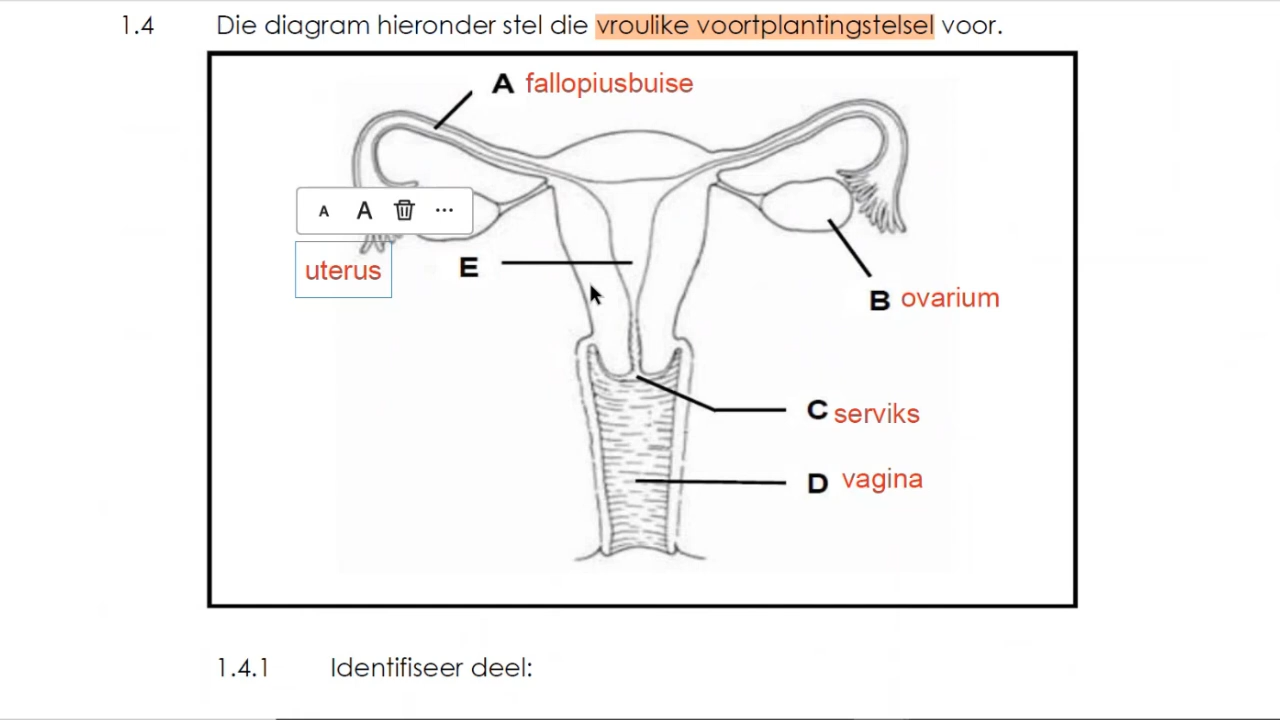 1.4 Die diagram hieronder stel die vroulike voortplantingstelsel voor.
A fallopiusbuise
A A ...
uterus E
B ovarium
C serviks
D vagina
1.4.1 Identifiseer deel: